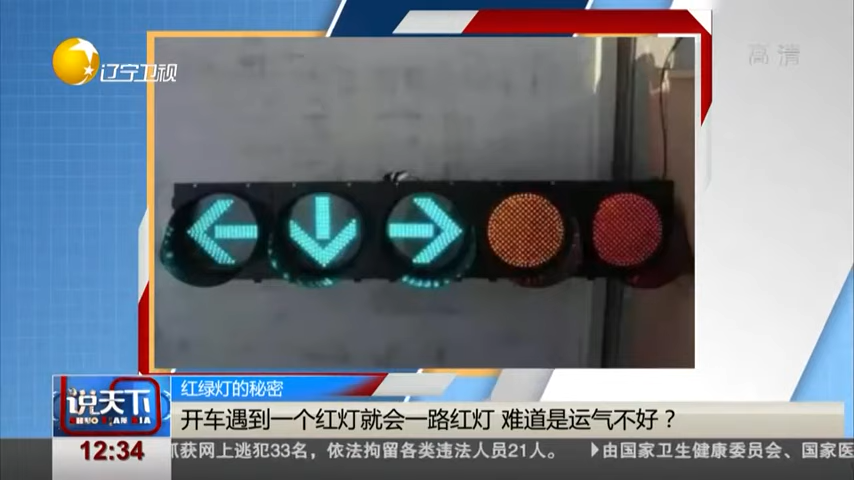 辽宁卫视
高清
红绿灯的秘密
说天下
SHUO TIAN XIA
开车遇到一个红灯就会一路红灯 难道是运气不好？
12:34
抓获网上逃犯33名，依法拘留各类违法人员21人。 ▶由国家卫生健康委员会、国家医